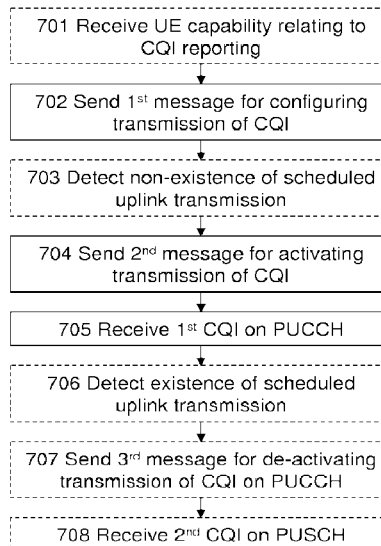 701 Receive UE capability relating to
CQI reporting
702 Send 1st message for configuring
transmission of CQI
703 Detect non-existence of scheduled
uplink transmission
704 Send 2nd message for activating
transmission of CQI
705 Receive 1st CQI on PUCCH
706 Detect existence of scheduled
uplink transmission
707 Send 3rd message for de-activating
transmission of CQI on PUCCH
708 Receive 2nd CQI on PUSCH